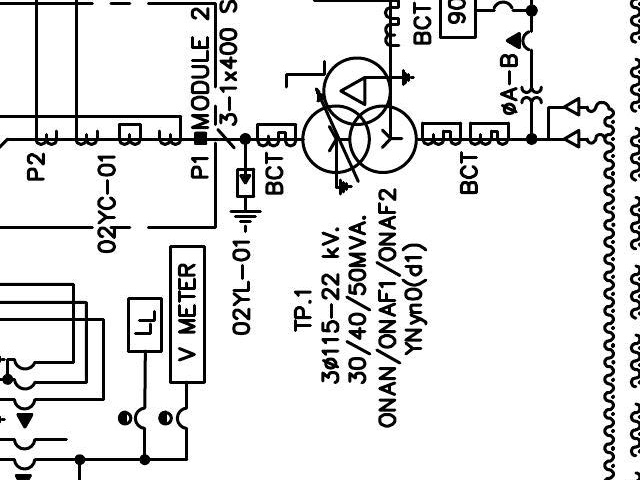 MODULE 2
3-1x400 S
BCT
90
øA-B
P2
02YC-01
P1
BCT
BCT
02YL-01
TP.1
3ø115-22 kV.
30/40/50MVA.
ONAN/ONAF1/ONAF2
YNyn0(d1)
LL
V METER